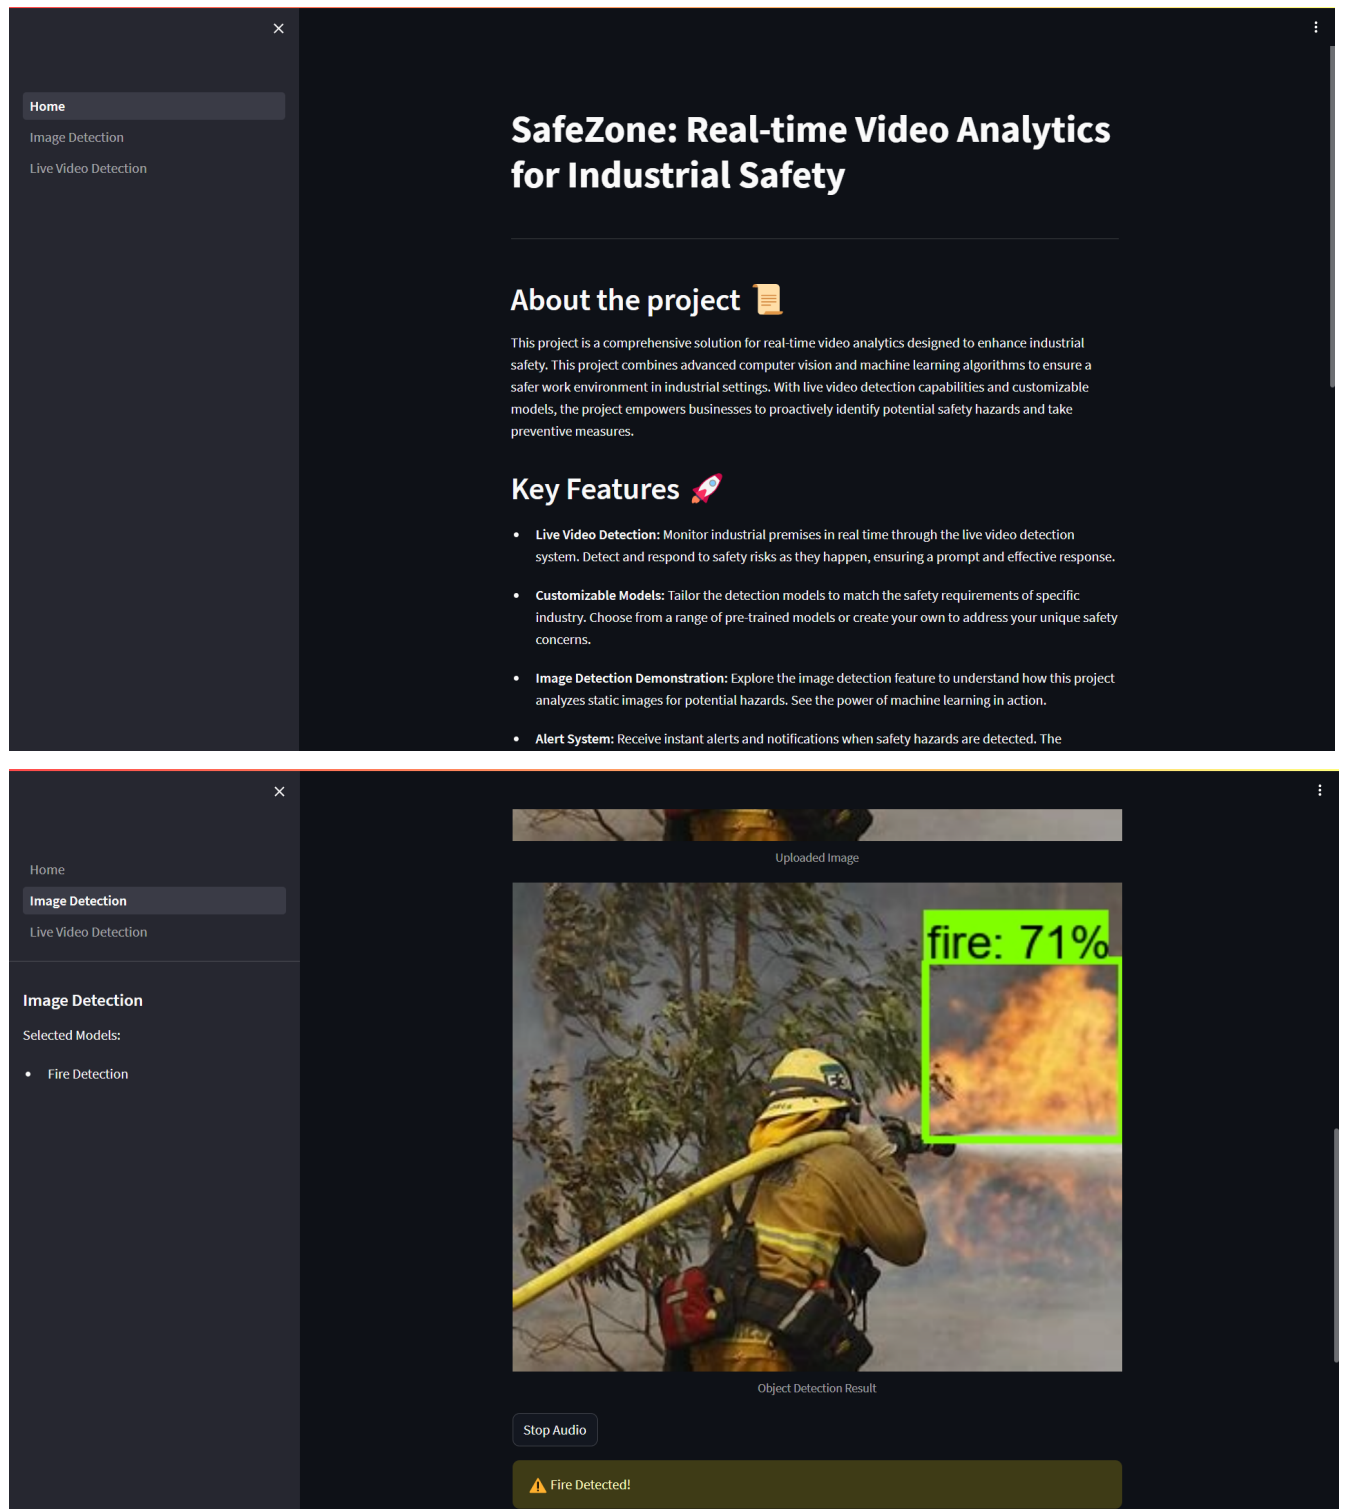 Home
Image Detection
Live Video Detection
SafeZone: Real-time Video Analytics
for Industrial Safety
About the project
This project is a comprehensive solution for real-time video analytics designed to enhance industrial
safety. This project combines advanced computer vision and machine learning algorithms to ensure a
safer work environment in industrial settings. With live video detection capabilities and customizable
models, the project empowers businesses to proactively identify potential safety hazards and take
preventive measures.
Key Features
Live Video Detection: Monitor industrial premises in real time through the live video detection
system. Detect and respond to safety risks as they happen, ensuring a prompt and effective response.
Customizable Models: Tailor the detection models to match the safety requirements of specific
industry. Choose from a range of pre-trained models or create your own to address your unique safety
concerns.
Image Detection Demonstration: Explore the image detection feature to understand how this project
analyzes static images for potential hazards. See the power of machine learning in action.
Alert System: Receive instant alerts and notifications when safety hazards are detected. The
Home
Image Detection
Live Video Detection
Image Detection
Selected Models:
Fire Detection
Uploaded Image
fire: 71%
Object Detection Result
Stop Audio
Fire Detected!